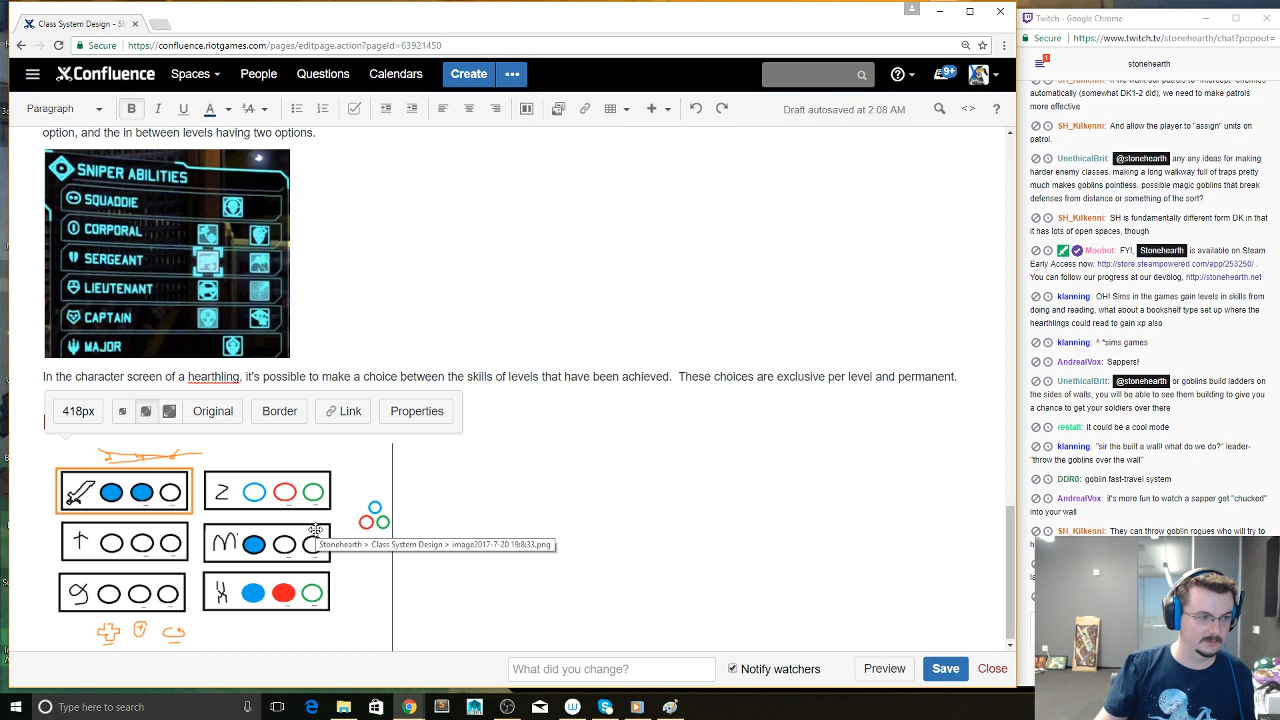 Class System Design - St
Secure
https://confluence.riotgames.com/pages/
Confluence
Spaces
People
Questions
Calendars
Create
9+
Paragraph
B
I
U
A
Draft autosaved at 2:08 AM
option, and the in between levels having two options.
SNIPER ABILITIES
SQUADDIE
CORPORAL
SERGEANT
LIEUTENANT
CAPTAIN
MAJOR
In the character screen of a hearthling, it's possible to make a choice between the skills of levels that have been achieved. These choices are exclusive per level and permanent.
418px
Original
Border
Link
Properties
Stonehearth > Class System Design > image2017-7-20 19:8:33.png
What did you change?
Notify watchers
Preview
Save
Close
Type here to search
Twitch - Google Chrome
Secure
https://www.twitch.tv/stonehearth/chat?popout=
stonehearth
automatically (somewhat DK1-2 did), we need to make patrols
more effective
SH_Kilkenni: And allow the player to "assign" units on
patrol.
UnethicalBrit: @stonehearth any any ideas for making
harder enemy classes. making a long walkway full of traps pretty
much makes goblins pointless. possible magic goblins that break
defenses from distance or something of the sort?
SH_Kilkenni: SH is fundamentally different form DK in that
it has lots of open spaces, though
Moobot: FYI, Stonehearth is available on Steam
Early Access now. http://store.steampowered.com/app/253250/ .
You can follow our progress at our devblog, http://stonehearth.net
klanning: OH! Sims in the games gain levels in skills from
doing and reading, what about a bookshelf type set up where the
hearthlings could read to gain xp also
klanning: ^ ^sims games
AndrealVox: Sappers!
UnethicalBrit: @stonehearth or goblins build ladders on
the sides of walls, you will be able to see them building to give you
a chance to get your soldiers over there
restall: it could be a cool mode
klanning: "sir the built a wall! what do we do?" leader-
"throw the goblins over the wall"
DDR0: goblin fast-travel system
AndrealVox: it's more fun to watch a sapper get "chucked" into
your wall
SH_Kilkenni: They can throw goblin rogues who will try to